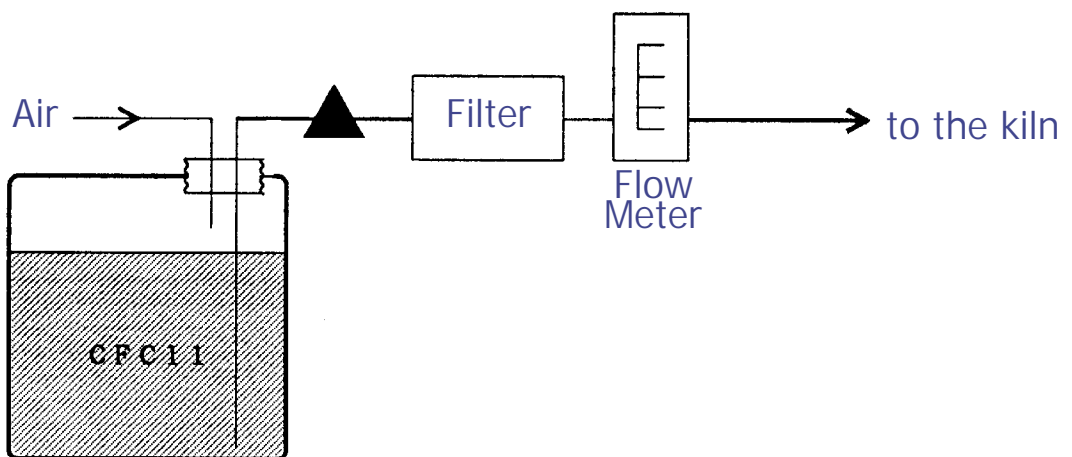 Air
Filter
to the kiln
Flow
Meter
CFC11